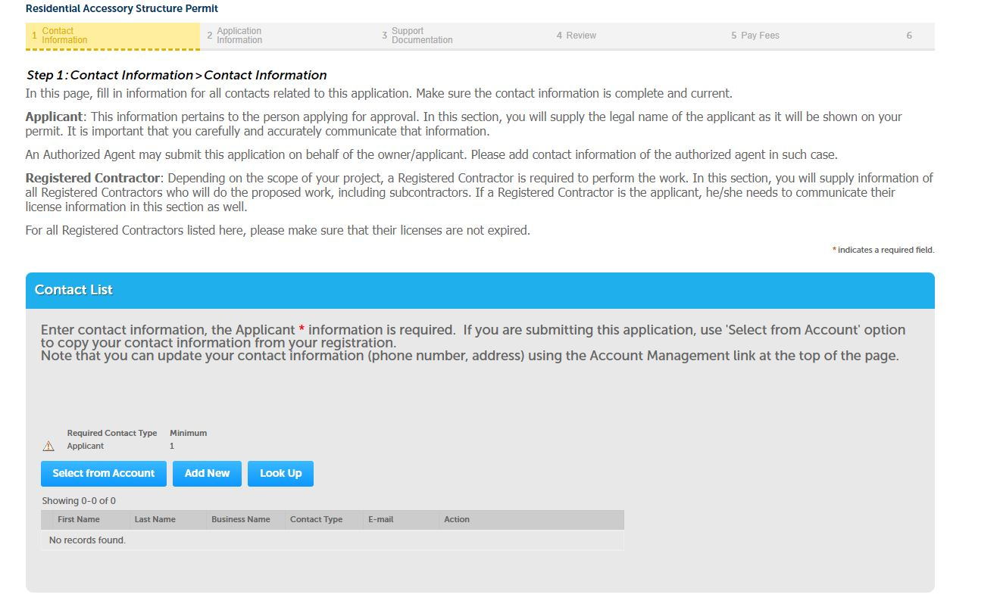 Residential Accessory Structure Permit
1 Contact Information
2 Application Information
3 Support Documentation
4 Review
5 Pay Fees
6
Step 1: Contact Information > Contact Information
In this page, fill in information for all contacts related to this application. Make sure the contact information is complete and current.
Applicant: This information pertains to the person applying for approval. In this section, you will supply the legal name of the applicant as it will be shown on your
permit. It is important that you carefully and accurately communicate that information.
An Authorized Agent may submit this application on behalf of the owner/applicant. Please add contact information of the authorized agent in such case.
Registered Contractor: Depending on the scope of your project, a Registered Contractor is required to perform the work. In this section, you will supply information of
all Registered Contractors who will do the proposed work, including subcontractors. If a Registered Contractor is the applicant, he/she needs to communicate their
license information in this section as well.
For all Registered Contractors listed here, please make sure that their licenses are not expired.
* indicates a required field.
Contact List
Enter contact information, the Applicant * information is required.  If you are submitting this application, use 'Select from Account' option
to copy your contact information from your registration.
Note that you can update your contact information (phone number, address) using the Account Management link at the top of the page.
Required Contact Type Minimum
Applicant 1
Select from Account Add New Look Up
Showing 0-0 of 0
First Name Last Name Business Name Contact Type E-mail Action
No records found.